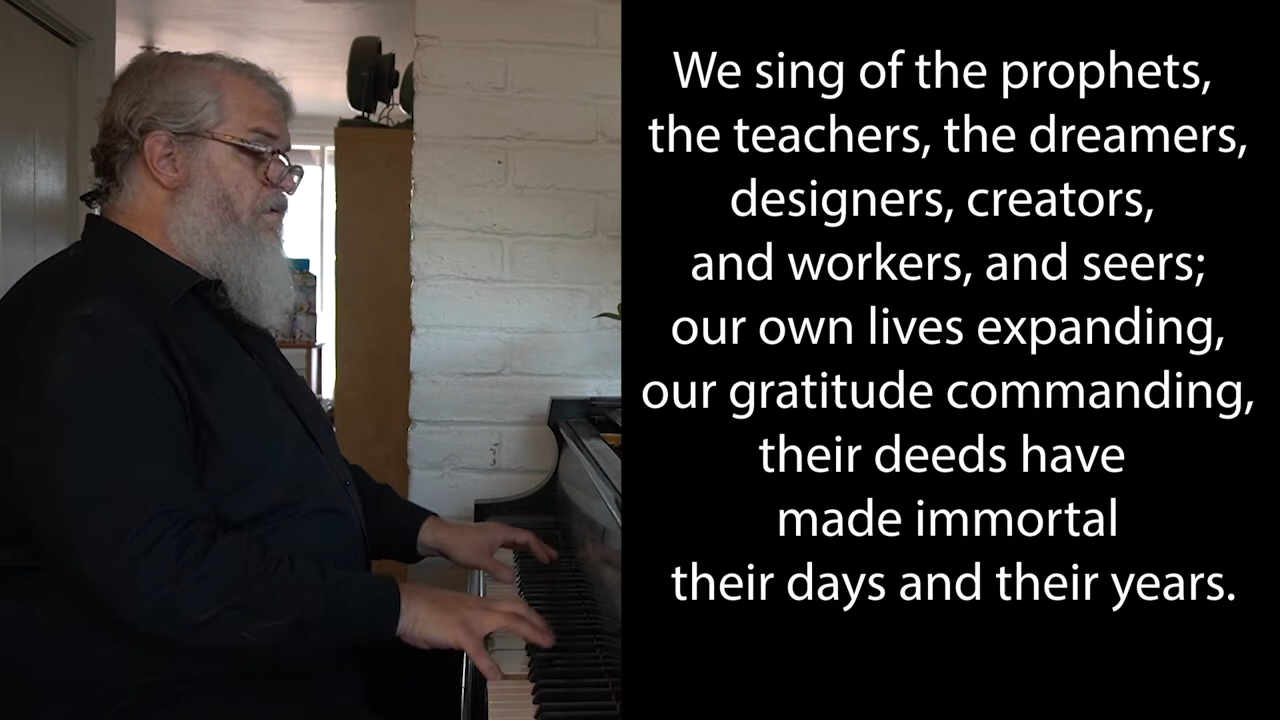 We sing of the prophets,
the teachers, the dreamers,
designers, creators,
and workers, and seers;
our own lives expanding,
our gratitude commanding,
their deeds have
made immortal
their days and their years.